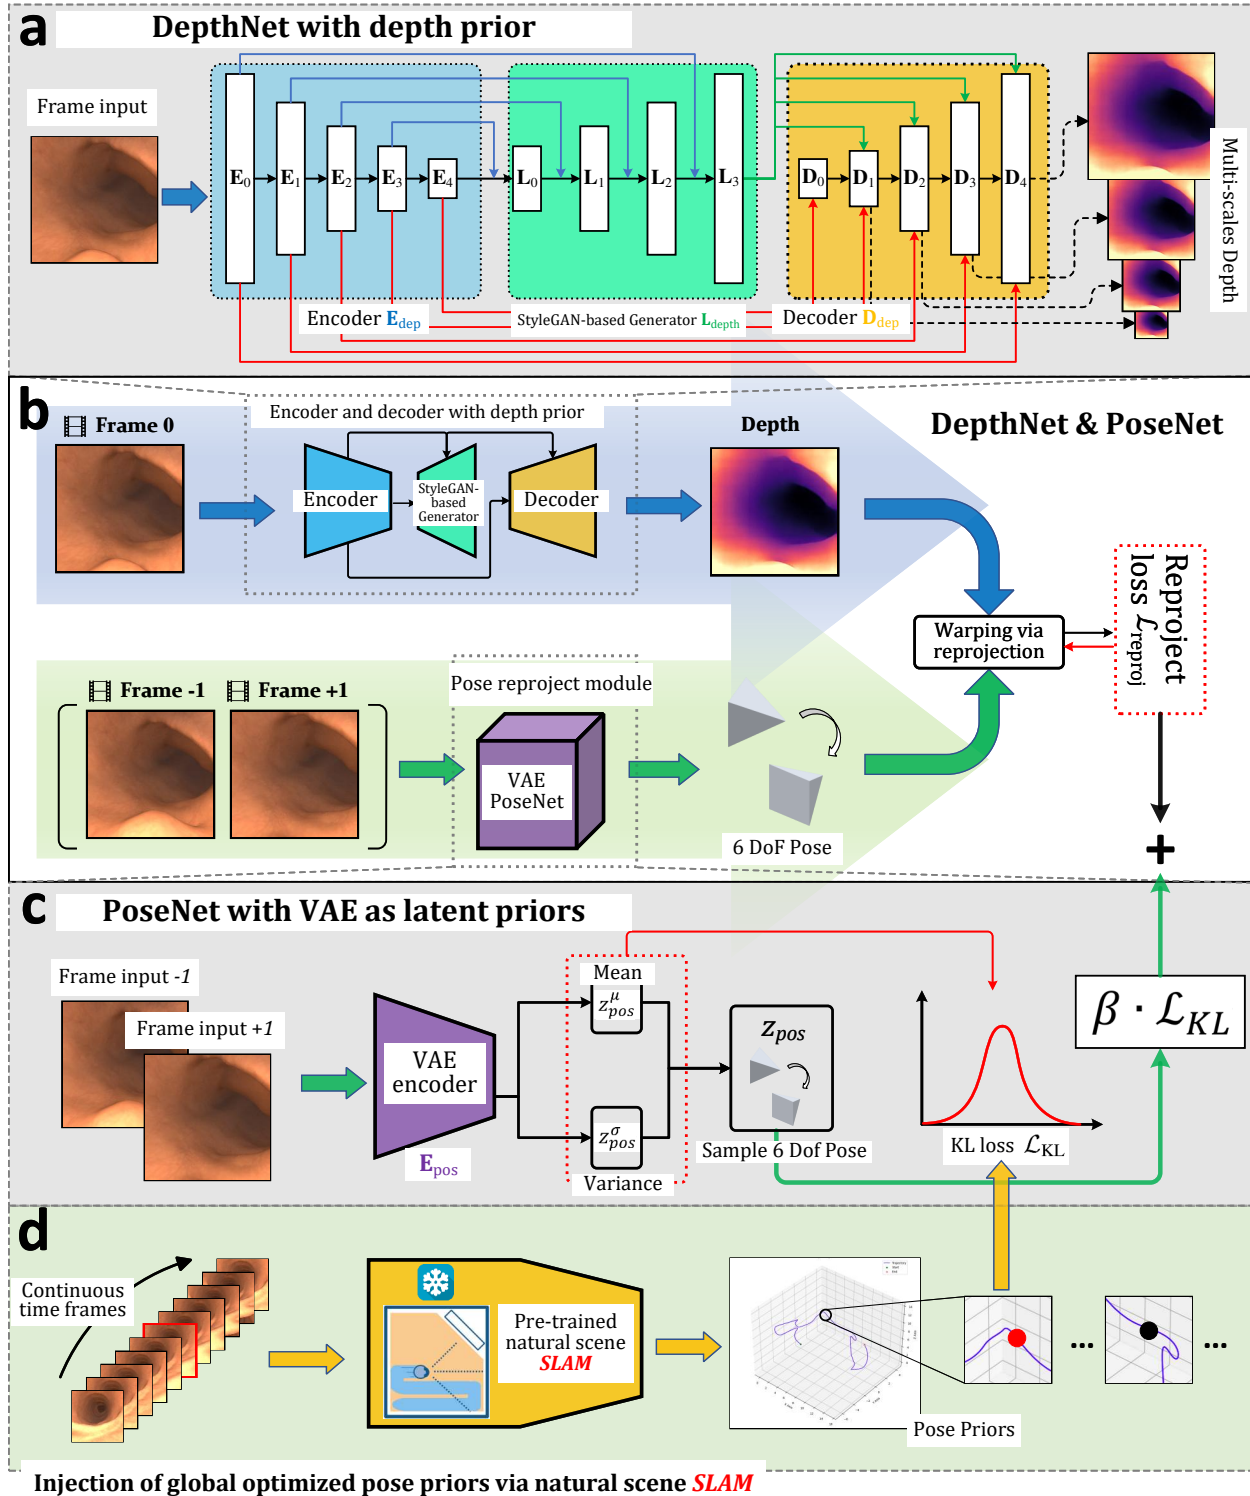 a
DepthNet with depth prior
Frame input
E0
E1
E2
E3
E4
L0
L1
L2
L3
D0
D1
D2
D3
D4
Multi-scales Depth
Encoder Edep
StyleGAN-based Generator Ldepth
Decoder Ddep
b
Encoder and decoder with depth prior
Frame 0
Depth
DepthNet & PoseNet
Encoder
StyleGAN-
based
Generator
Decoder
Warping via
reprojection
Reproject
loss ℒreproj
Frame -1
Frame +1
Pose reproject module
VAE
PoseNet
6 DoF Pose
+
c
PoseNet with VAE as latent priors
Frame input -1
Frame input +1
VAE
encoder
Epos
Mean
z^μ_pos
z^σ_pos
Variance
z_pos
Sample 6 Dof Pose
KL loss ℒKL
β · ℒKL
d
Continuous
time frames
Pre-trained
natural scene
SLAM
Pose Priors
...
...
Injection of global optimized pose priors via natural scene SLAM